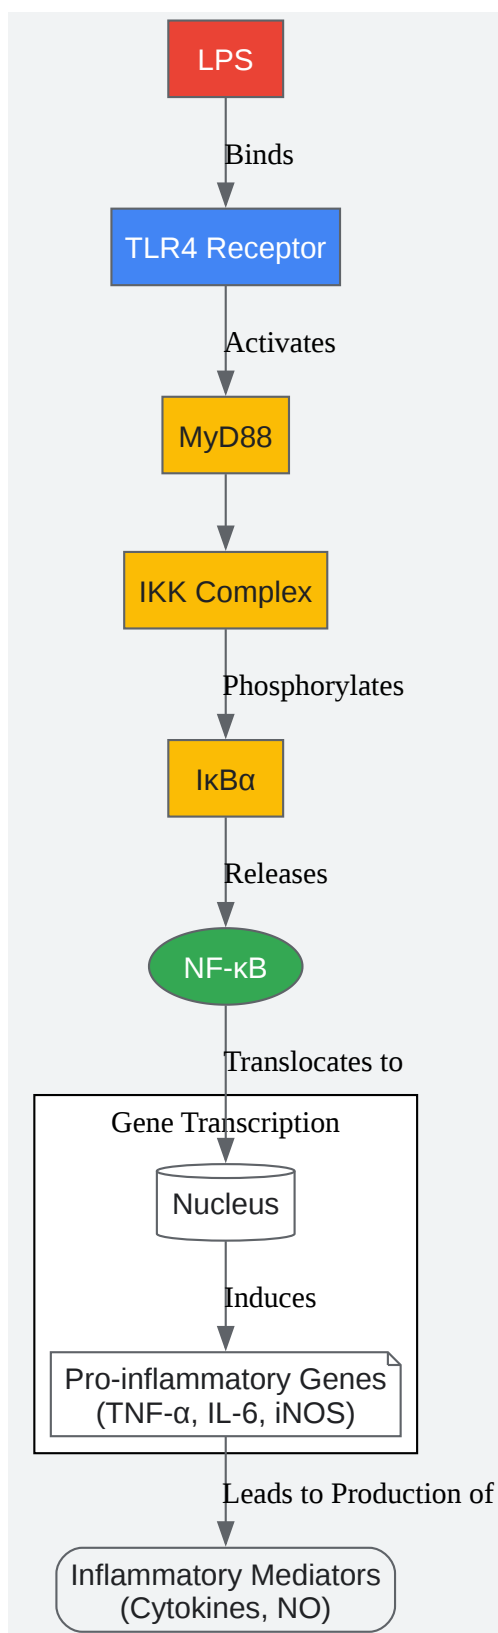 LPS
Binds
TLR4 Receptor
Activates
MyD88
IKK Complex
Phosphorylates
IκBα
Releases
NF-κB
Translocates to
Gene Transcription
Nucleus
Induces
Pro-inflammatory Genes
(TNF-α, IL-6, iNOS)
Leads to Production of
Inflammatory Mediators
(Cytokines, NO)